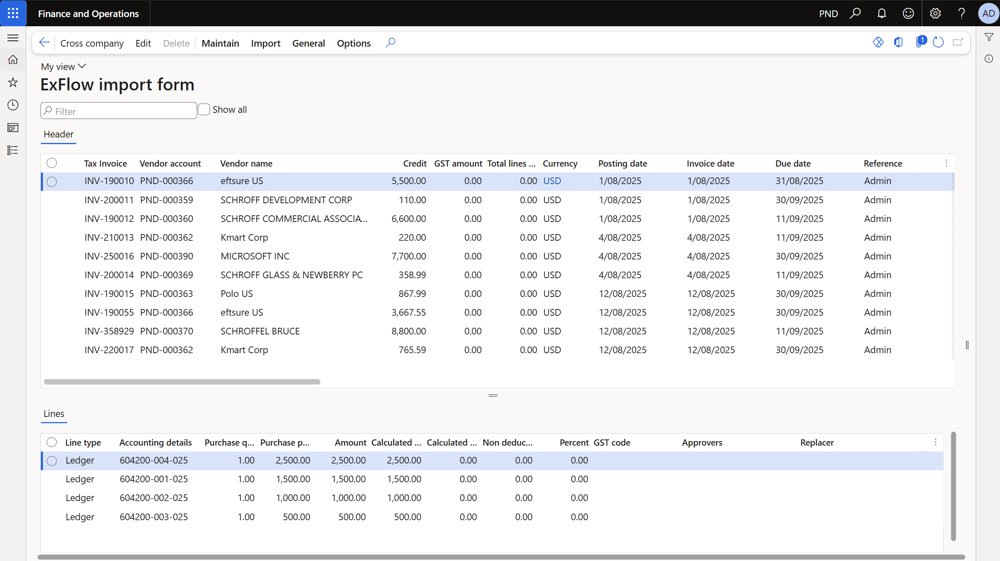 Finance and Operations PND ? AD
Cross company Edit Delete Maintain Import General Options 1
My view
ExFlow import form
Filter Show all
Header
Tax Invoice Vendor account Vendor name Credit GST amount Total lines ... Currency Posting date Invoice date Due date Reference
INV-190010 PND-000366 eftsure US 5,500.00 0.00 0.00 USD 1/08/2025 1/08/2025 31/08/2025 Admin
INV-200011 PND-000359 SCHROFF DEVELOPMENT CORP 110.00 0.00 0.00 USD 1/08/2025 1/08/2025 30/09/2025 Admin
INV-190012 PND-000360 SCHROFF COMMERCIAL ASSOCIA... 6,600.00 0.00 0.00 USD 1/08/2025 1/08/2025 11/09/2025 Admin
INV-210013 PND-000362 Kmart Corp 220.00 0.00 0.00 USD 4/08/2025 4/08/2025 11/09/2025 Admin
INV-250016 PND-000390 MICROSOFT INC 7,700.00 0.00 0.00 USD 4/08/2025 4/08/2025 30/09/2025 Admin
INV-200014 PND-000369 SCHROFF GLASS & NEWBERRY PC 358.99 0.00 0.00 USD 4/08/2025 4/08/2025 11/09/2025 Admin
INV-190015 PND-000363 Polo US 867.99 0.00 0.00 USD 12/08/2025 12/08/2025 30/09/2025 Admin
INV-190055 PND-000366 eftsure US 3,667.55 0.00 0.00 USD 12/08/2025 12/08/2025 30/09/2025 Admin
INV-358929 PND-000370 SCHROFFEL BRUCE 8,800.00 0.00 0.00 USD 12/08/2025 12/08/2025 11/09/2025 Admin
INV-220017 PND-000362 Kmart Corp 765.59 0.00 0.00 USD 12/08/2025 12/08/2025 30/09/2025 Admin
Lines
Line type Accounting details Purchase q... Purchase p... Amount Calculated ... Calculated ... Non deduc... Percent GST code Approvers Replacer
Ledger 604200-004-025 1.00 2,500.00 2,500.00 2,500.00 0.00 0.00 0.00
Ledger 604200-001-025 1.00 1,500.00 1,500.00 1,500.00 0.00 0.00 0.00
Ledger 604200-002-025 1.00 1,000.00 1,000.00 1,000.00 0.00 0.00 0.00
Ledger 604200-003-025 1.00 500.00 500.00 500.00 0.00 0.00 0.00